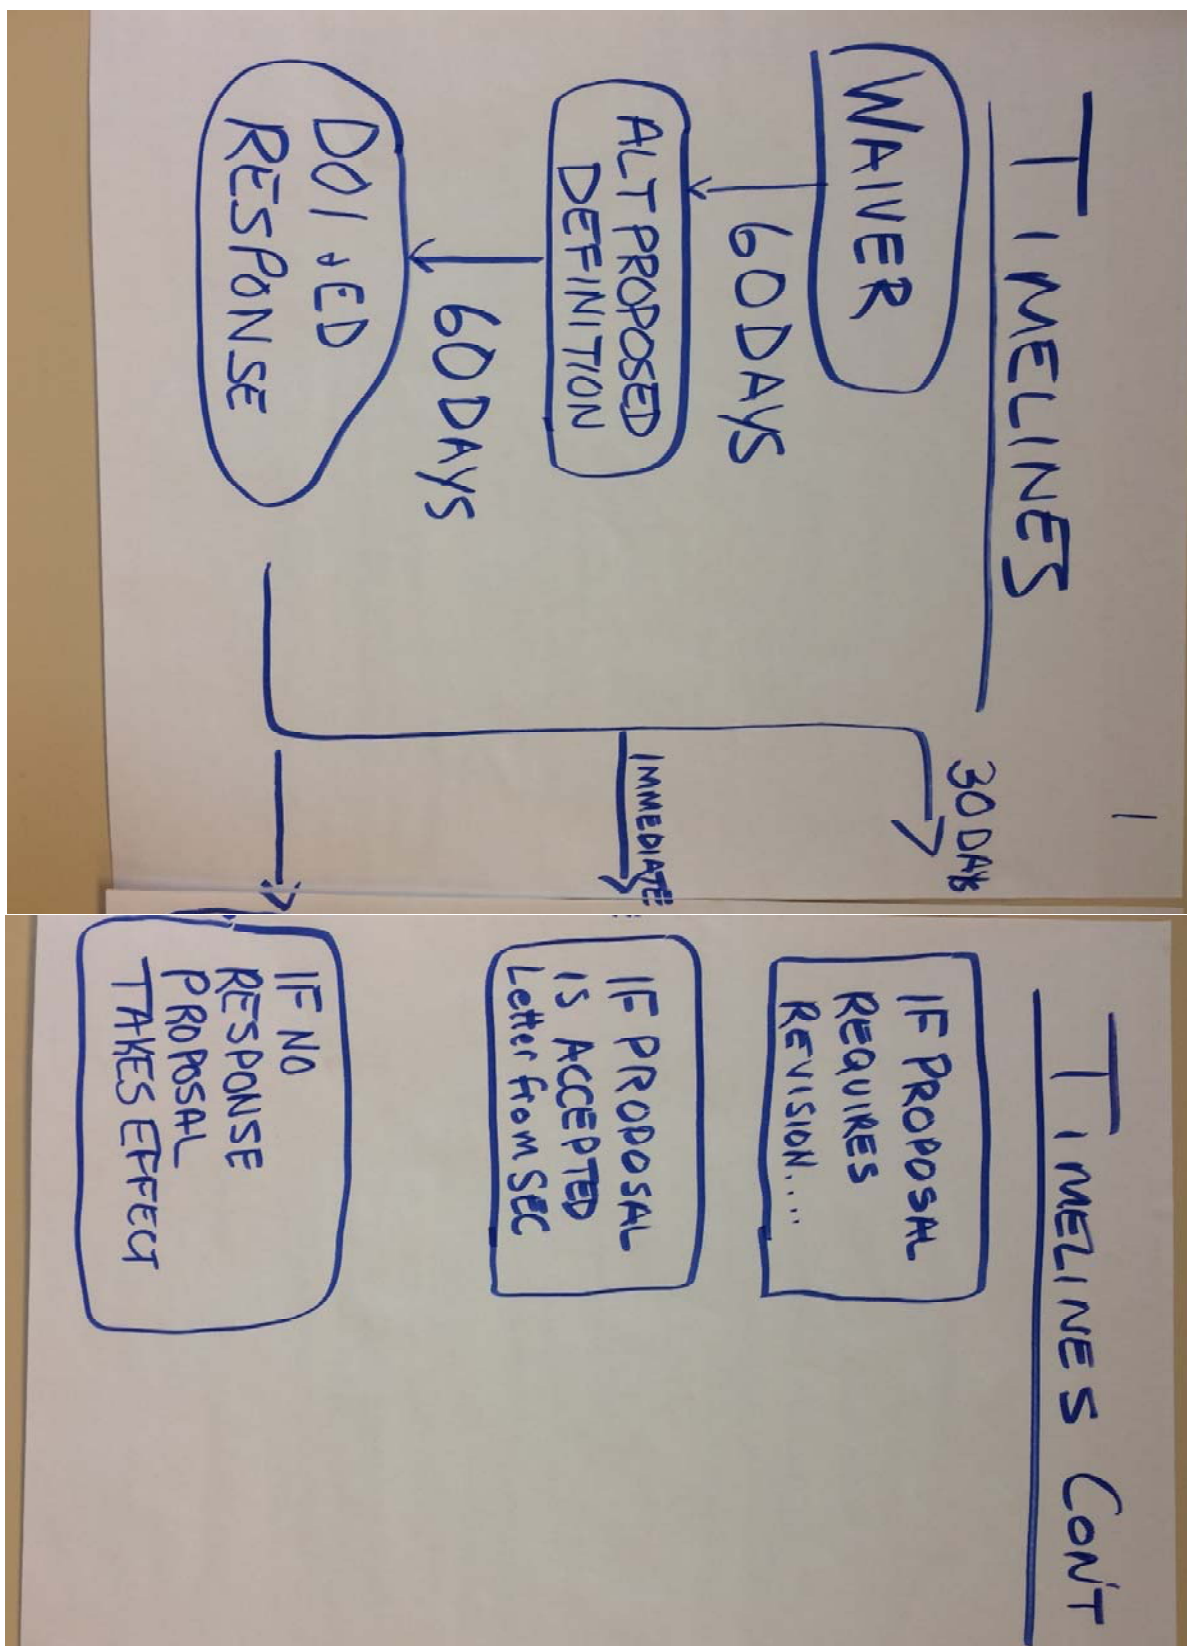 TIMELINES
WAIVER
60 DAYS
ALT PROPOSED
DEFINITION
60 DAYS
DOI & ED
RESPONSE
1
30 DAYS
IMMEDIATE
TIMELINES CON'T
IF PROPOSAL
REQUIRES
REVISION....
IF PROPOSAL
IS ACCEPTED
Letter from SEC
IF NO
RESPONSE
PROPOSAL
TAKES EFFECT